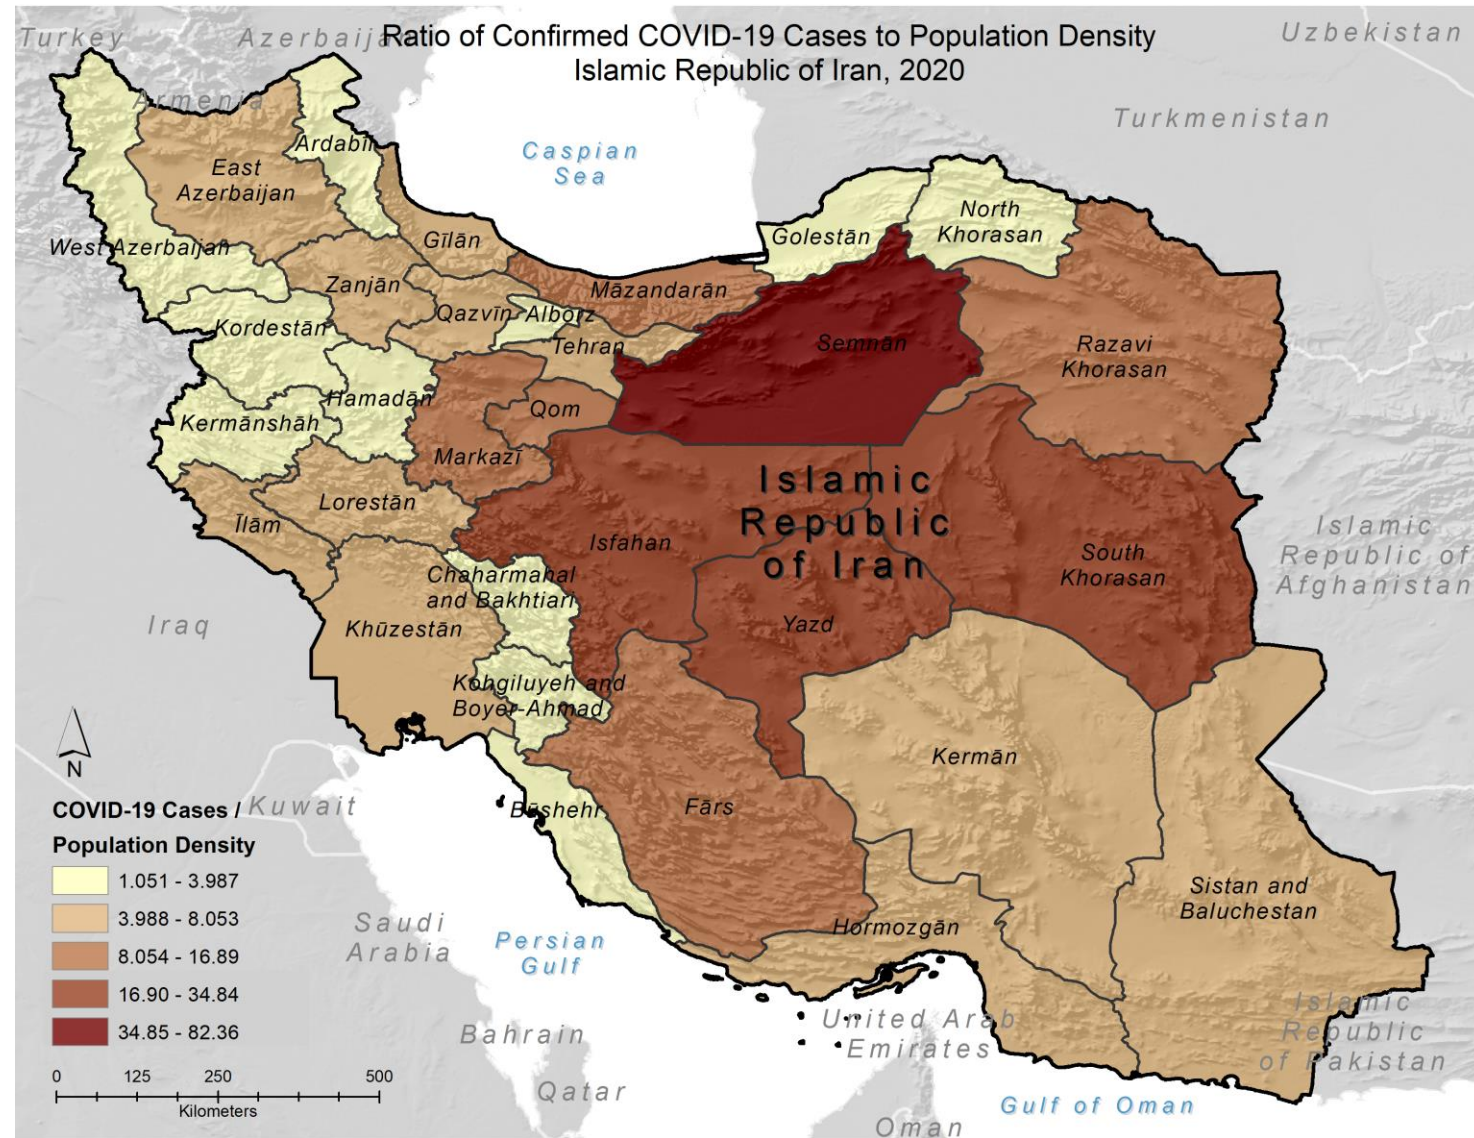 Ratio of Confirmed COVID-19 Cases to Population Density
Islamic Republic of Iran, 2020
Turkey
Azerbaijan
Uzbekistan
Armenia
Turkmenistan
Caspian
Sea
Ardabīl
East
Azerbaijan
West Azerbaijan
Gīlān
Golestān
North
Khorasan
Zanjān
Māzandarān
Qazvīn
Alborz
Kordestān
Tehran
Semnān
Razavi
Khorasan
Hamadān
Qom
Kermānshāh
Markazī
Islamic
Republic
of Iran
Lorestān
Īlām
Isfahan
South
Khorasan
Islamic
Republic of
Afghanistan
Chaharmahal
and Bakhtiari
Iraq
Khūzestān
Yazd
Kohgiluyeh and
Boyer-Ahmad
Kermān
N
Kuwait
Būshehr
Fārs
Sistan and
Baluchestan
Hormozgān
Saudi
Arabia
Persian
Gulf
Islamic
Republic
of Pakistan
United Arab
Emirates
Bahrain
Qatar
Gulf of Oman
Oman
COVID-19 Cases /
Population Density
1.051 - 3.987
3.988 - 8.053
8.054 - 16.89
16.90 - 34.84
34.85 - 82.36
0 125 250 500
Kilometers